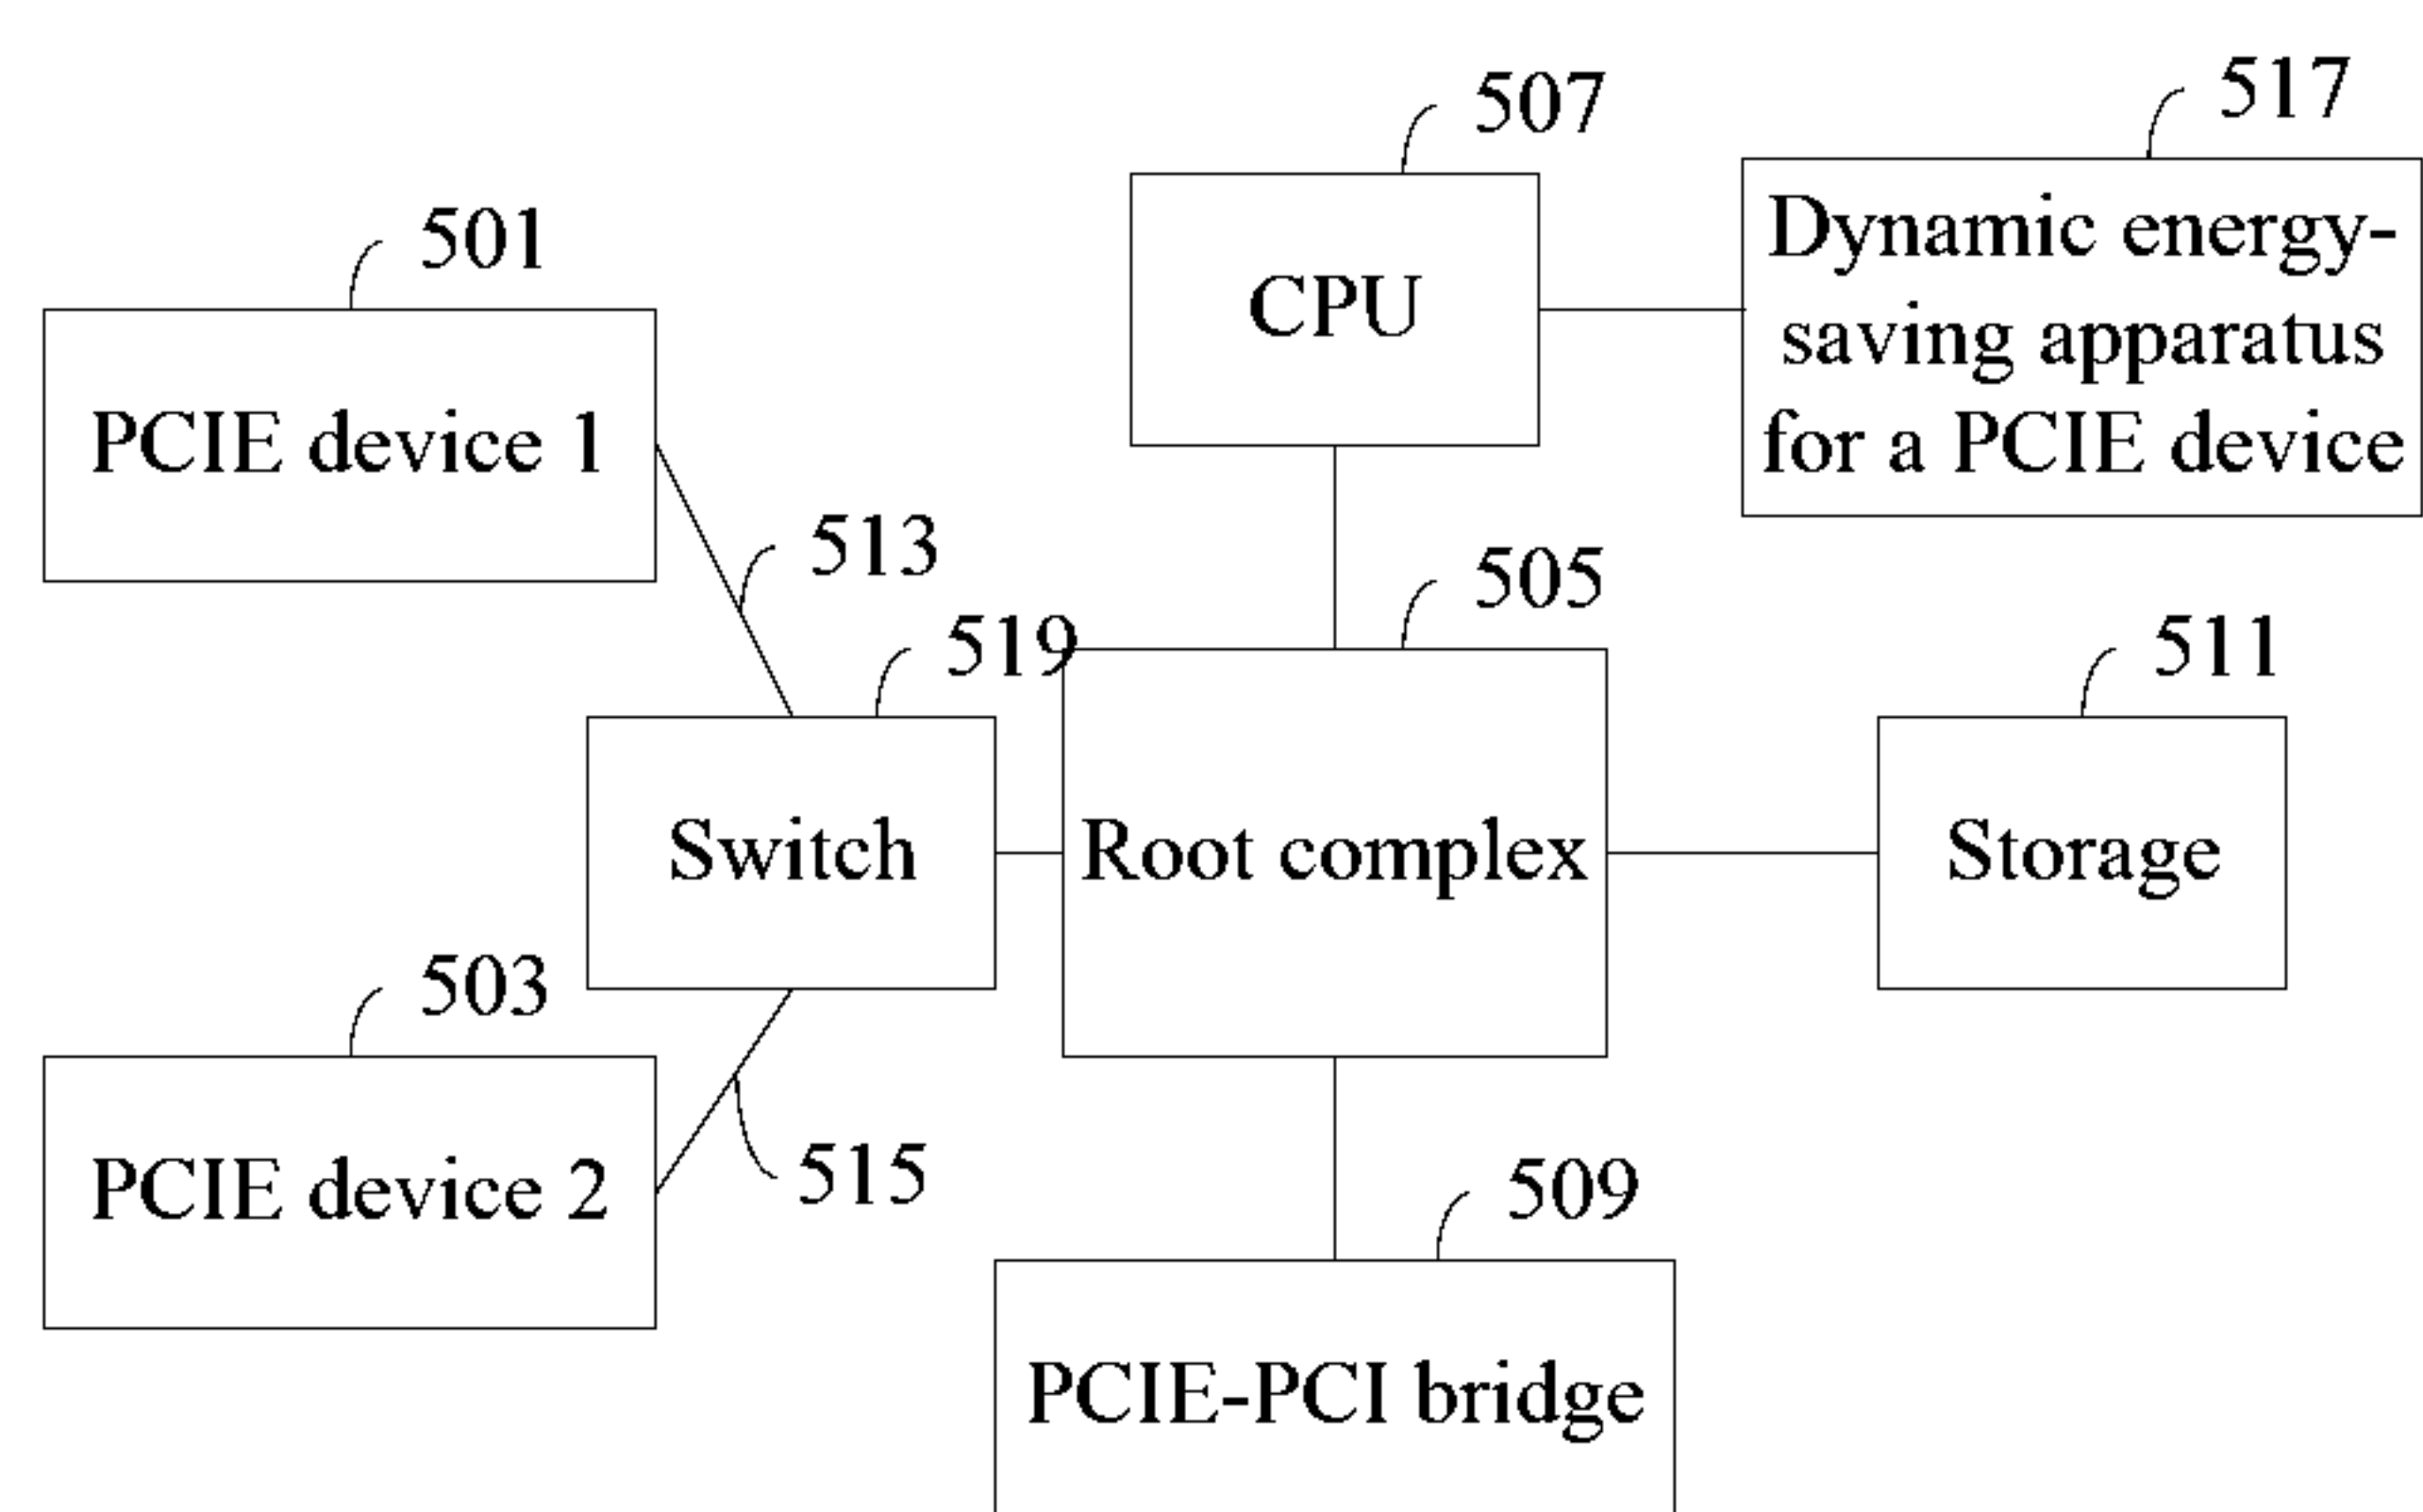 507
517
501
CPU
Dynamic energy-
saving apparatus
for a PCIE device
PCIE device 1
513
505
519
511
Switch
Root complex
Storage
503
PCIE device 2
515
509
PCIE-PCI bridge